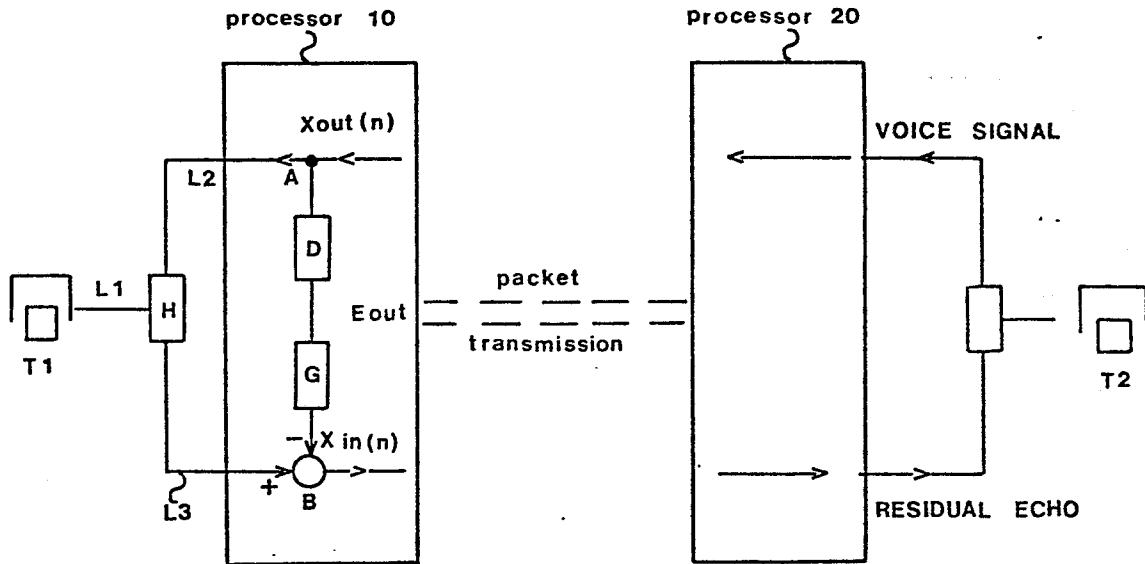 processor 10
processor 20
Xout (n)
VOICE SIGNAL
L2
A
D
L1
H
packet
Eout
transmission
T1
G
T2
− X in (n)
+
B
L3
RESIDUAL ECHO